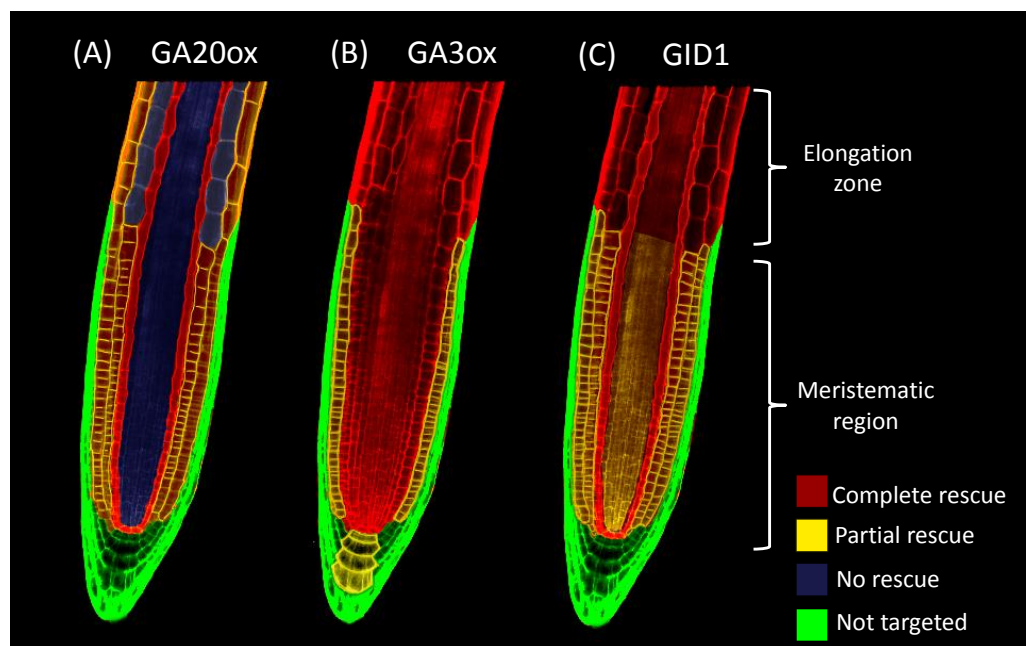 (A) GA20ox (B) GA3ox (C) GID1
Elongation
zone
Meristematic
region
Complete rescue
Partial rescue
No rescue
Not targeted